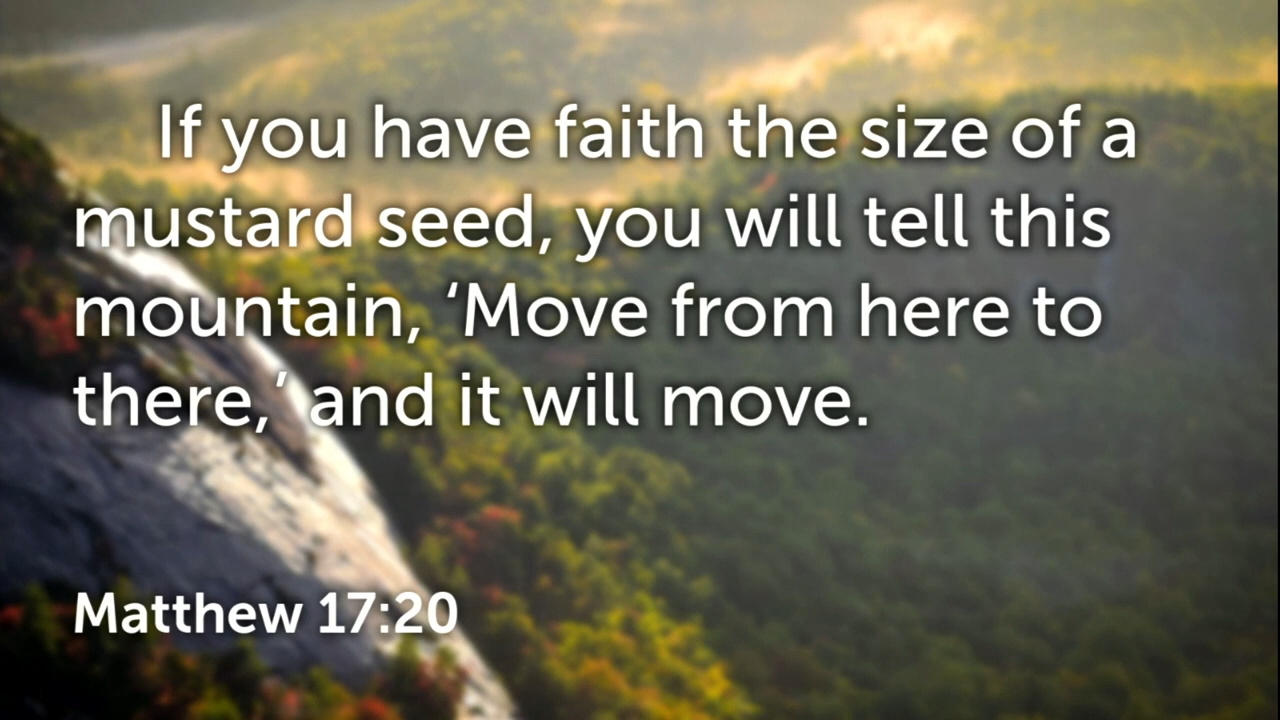 If you have faith the size of a
mustard seed, you will tell this
mountain, ‘Move from here to
there,’ and it will move.
Matthew 17:20